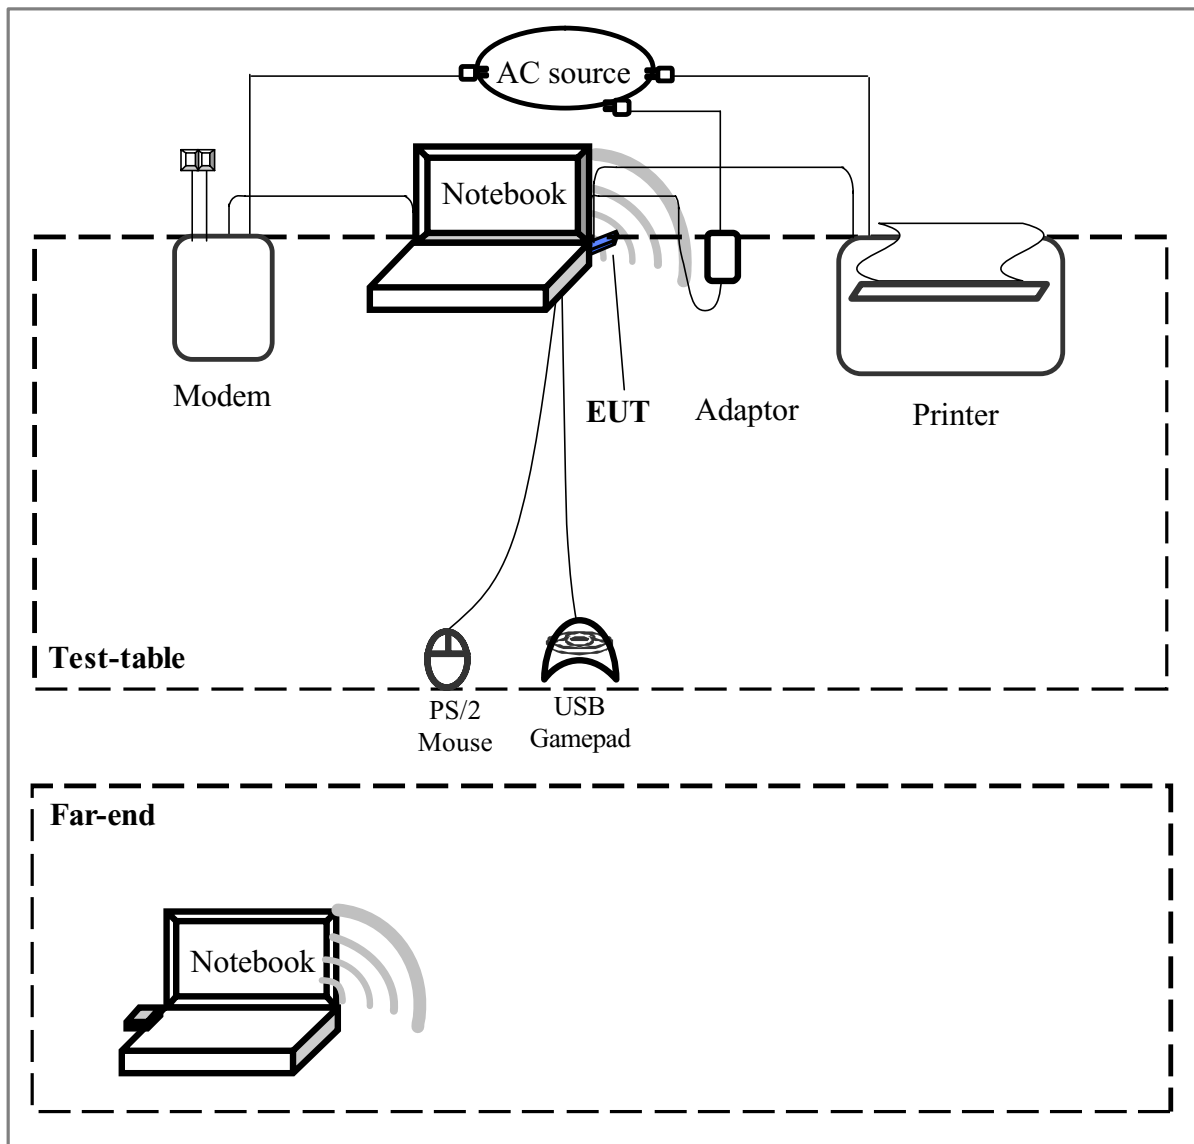 AC source
Notebook
Modem
EUT
Adaptor
Printer
Test-table
PS/2
Mouse
USB
Gamepad
Far-end
Notebook